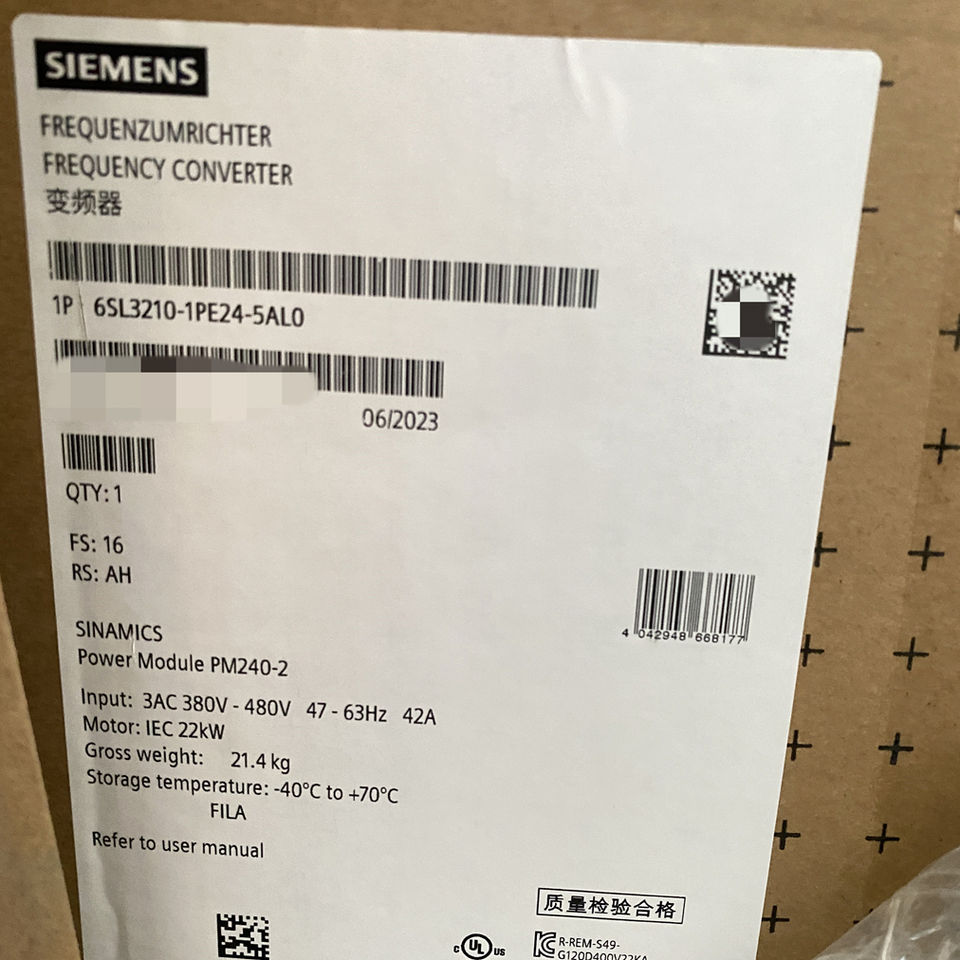 SIEMENS
FREQUENZUMRICHTER
FREQUENCY CONVERTER
变频器
1P 6SL3210-1PE24-5AL0
06/2023
QTY: 1
FS: 16
RS: AH
4 042948 668177
SINAMICS
Power Module PM240-2
Input: 3AC 380V - 480V 47 - 63Hz 42A
Motor: IEC 22kW
Gross weight: 21.4 kg
Storage temperature: -40°C to +70°C
FILA
Refer to user manual
质量检验合格
C UL US
R-REM-S49-
G120D400V22KA